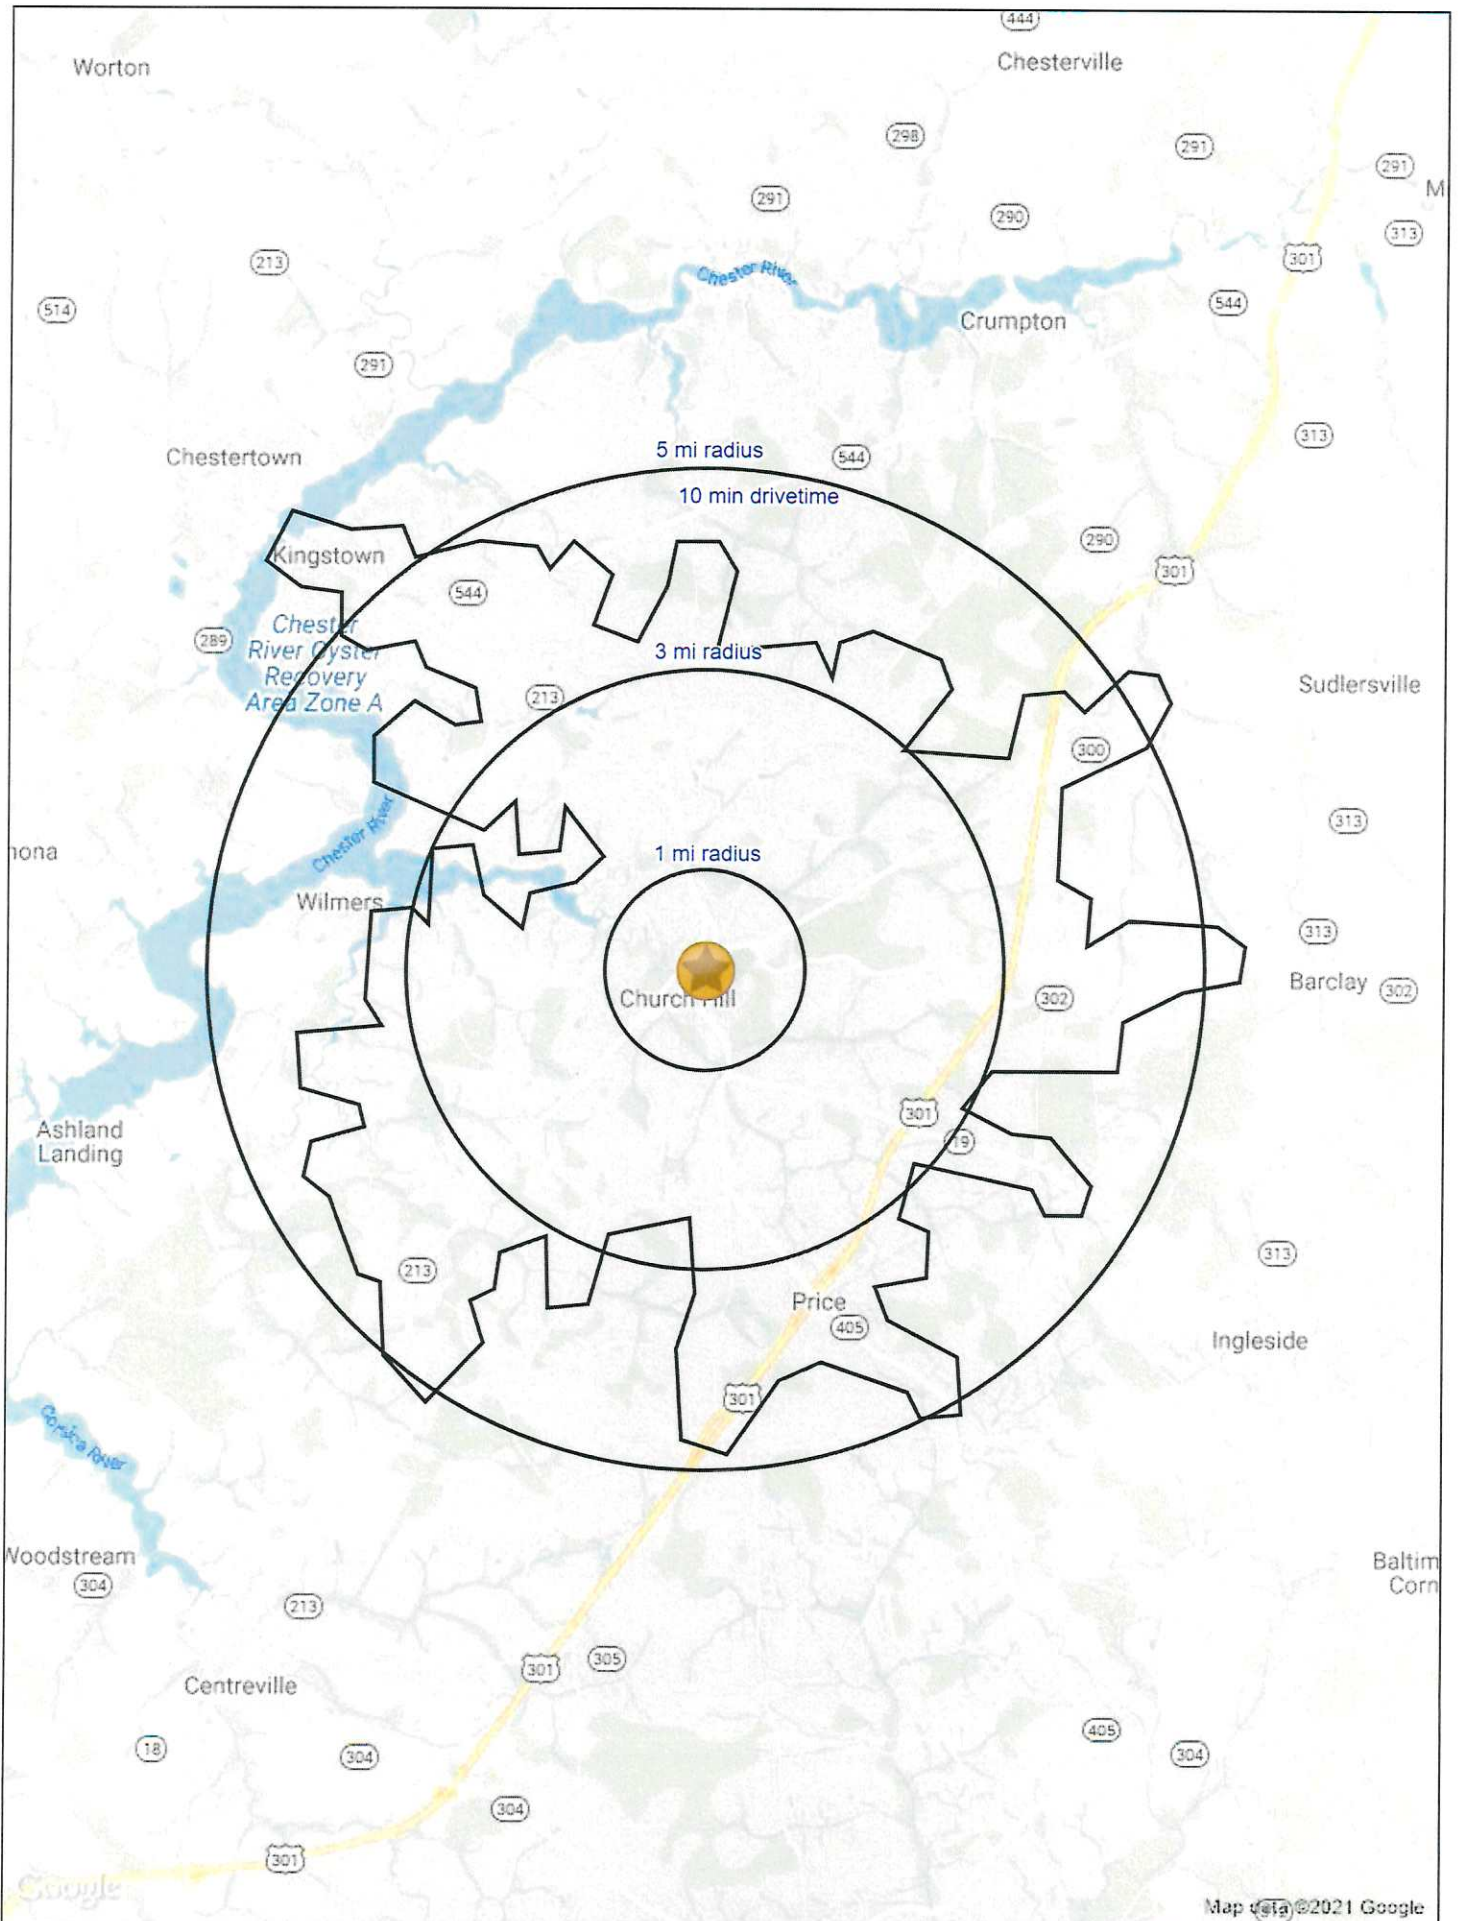 444
Worton
Chesterville
298
291
291
291
M
290
313
213
Chester River
301
514
544
Crumpton
291
313
Chestertown
5 mi radius
544
10 min drivetime
290
Kingstown
301
544
Chester
River Oyster
Recovery
Area Zone A
289
3 mi radius
Sudlersville
213
300
313
Chester River
nona
1 mi radius
Wilmers
313
Barclay
302
Church Hill
302
301
19
Ashland
Landing
313
213
Price
405
Ingleside
301
Corsica River
Woodstream
304
Baltim
Corn
213
301
305
Centreville
405
18
304
304
304
301
Google
Map data ©2021 Google